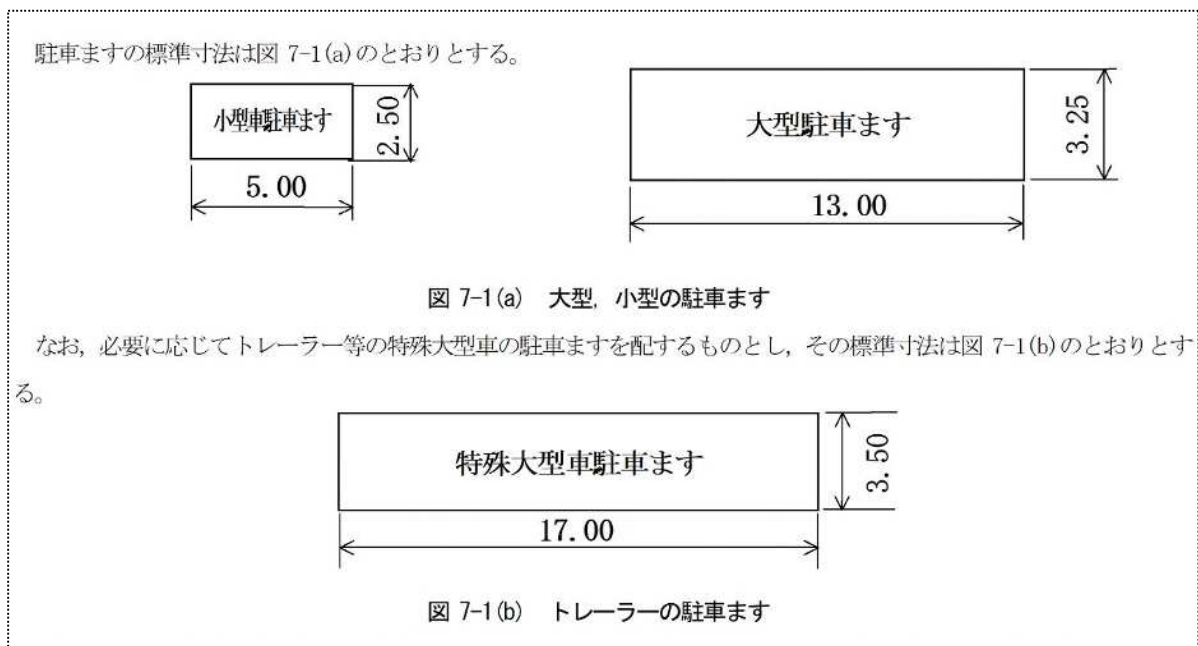 駐車ますの標準寸法は図 7-1(a)のとおりとする。
小型車駐車ます
2.50
5.00
大型駐車ます
3.25
13.00
図 7-1(a) 大型，小型の駐車ます
なお，必要に応じてトレーラー等の特殊大型車の駐車ますを配するものとし，その標準寸法は図 7-1(b)のとおりとす
る。
特殊大型車駐車ます
3.50
17.00
図 7-1(b) トレーラーの駐車ます